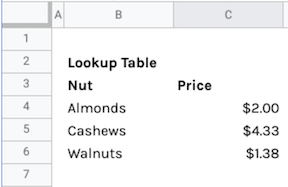 A B C
1
2 Lookup Table
3 Nut Price
4 Almonds $2.00
5 Cashews $4.33
6 Walnuts $1.38
7